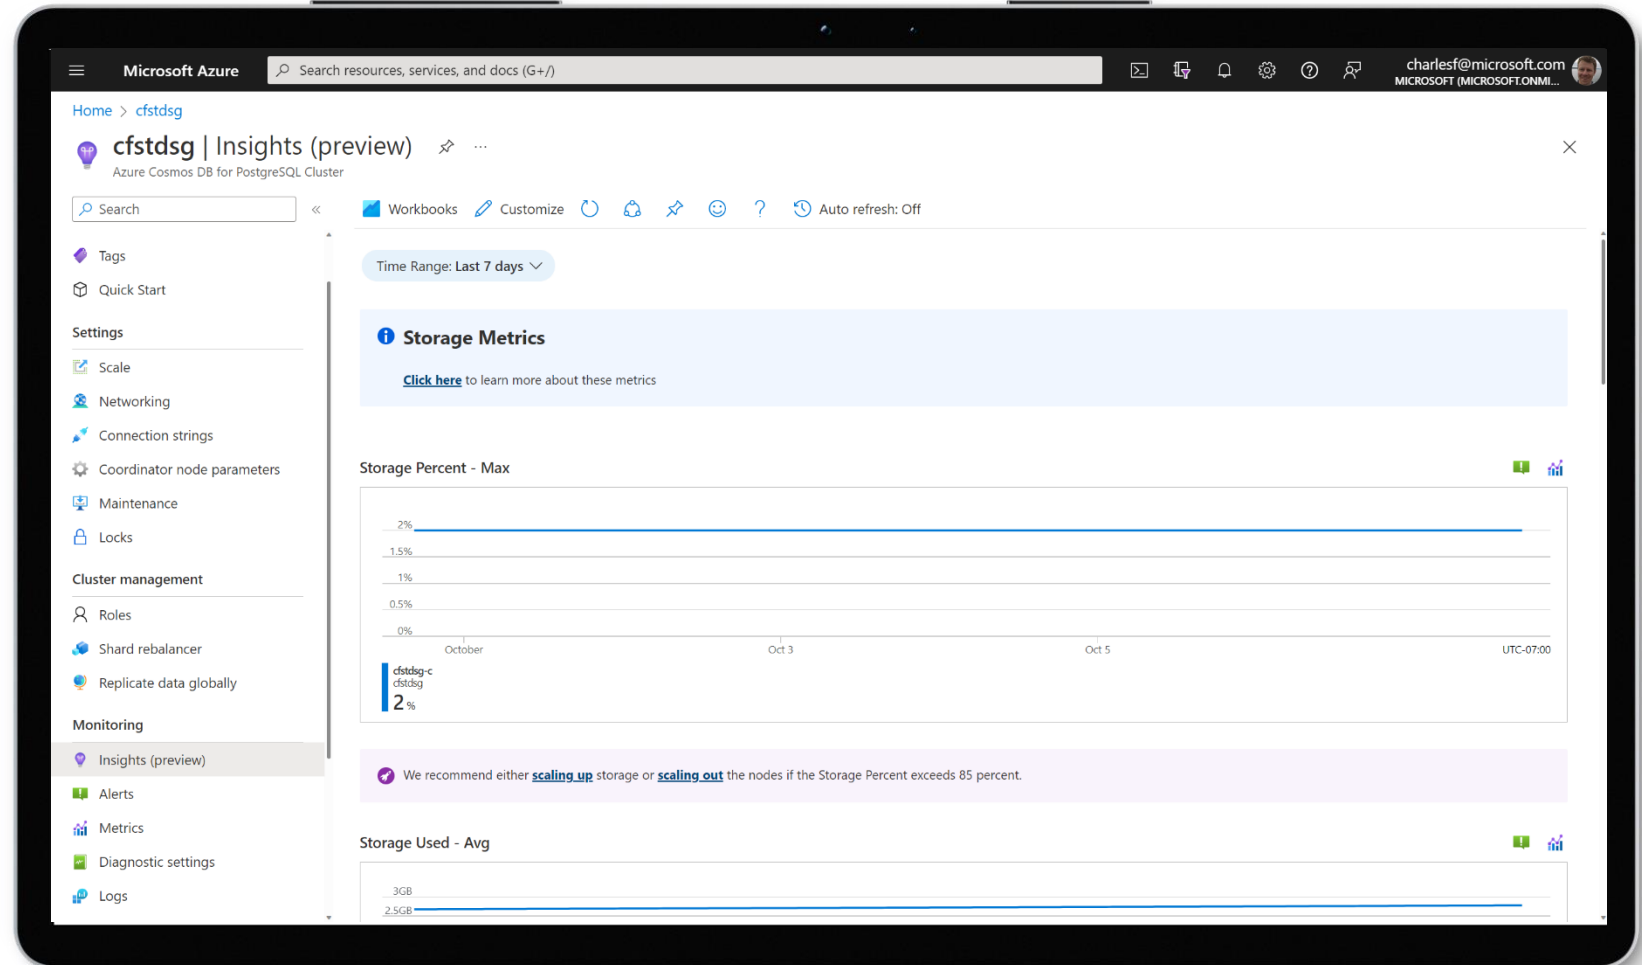 Microsoft Azure
Search resources, services, and docs (G+/)
charlesf@microsoft.com
MICROSOFT (MICROSOFT.ONMI...
Home > cfstdsg
cfstdsg | Insights (preview) ...
Azure Cosmos DB for PostgreSQL Cluster
Search «
Workbooks Customize Auto refresh: Off
Tags
Quick Start
Settings
Scale
Networking
Connection strings
Coordinator node parameters
Maintenance
Locks
Cluster management
Roles
Shard rebalancer
Replicate data globally
Monitoring
Insights (preview)
Alerts
Metrics
Diagnostic settings
Logs
Time Range: Last 7 days
Storage Metrics
Click here to learn more about these metrics
Storage Percent - Max
2%
1.5%
1%
0.5%
0%
October Oct 3 Oct 5 UTC-07:00
cfstdsg-c
cfstdsg
2 %
We recommend either scaling up storage or scaling out the nodes if the Storage Percent exceeds 85 percent.
Storage Used - Avg
3GB
2.5GB